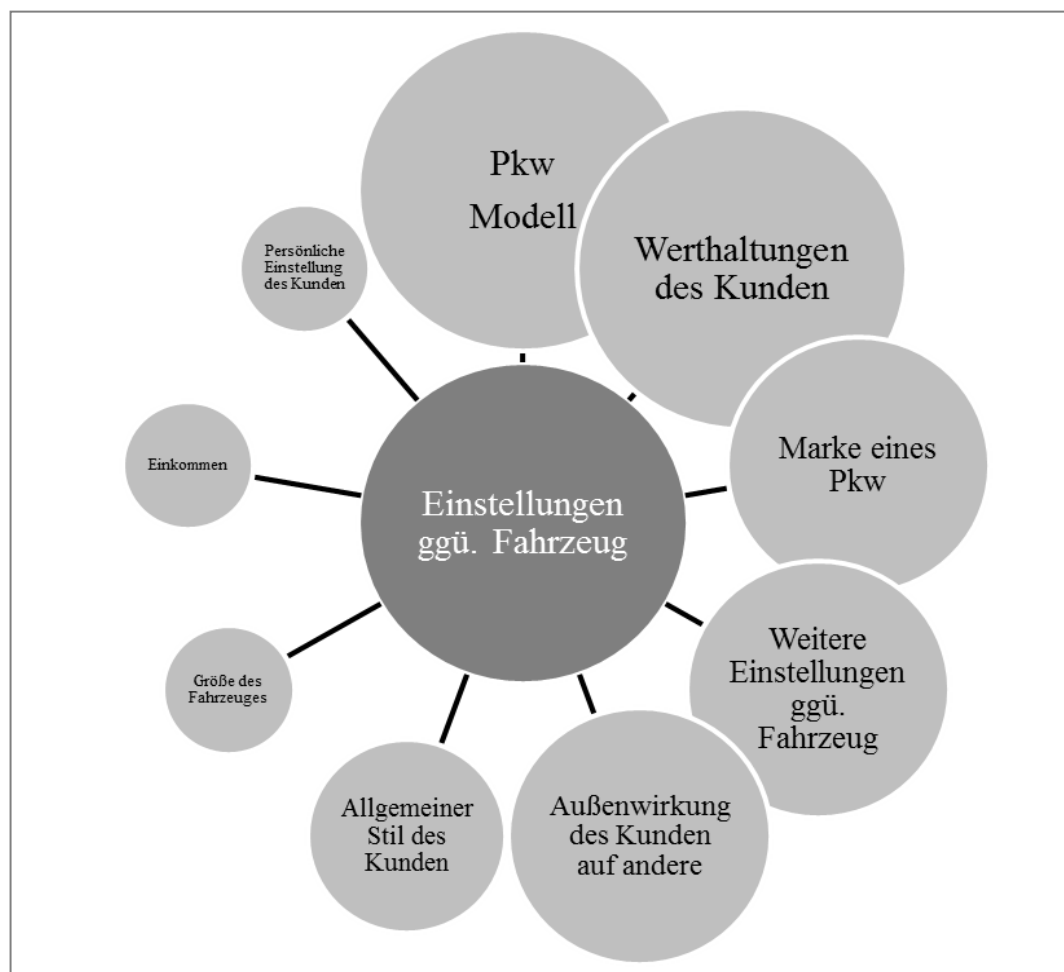 Pkw
Modell
Werthaltungen
des Kunden
Marke eines
Pkw
Weitere
Einstellungen
ggü.
Fahrzeug
Außenwirkung
des Kunden
auf andere
Allgemeiner
Stil des
Kunden
Größe des
Fahrzeuges
Einkommen
Persönliche
Einstellung
des Kunden
Einstellungen
ggü. Fahrzeug